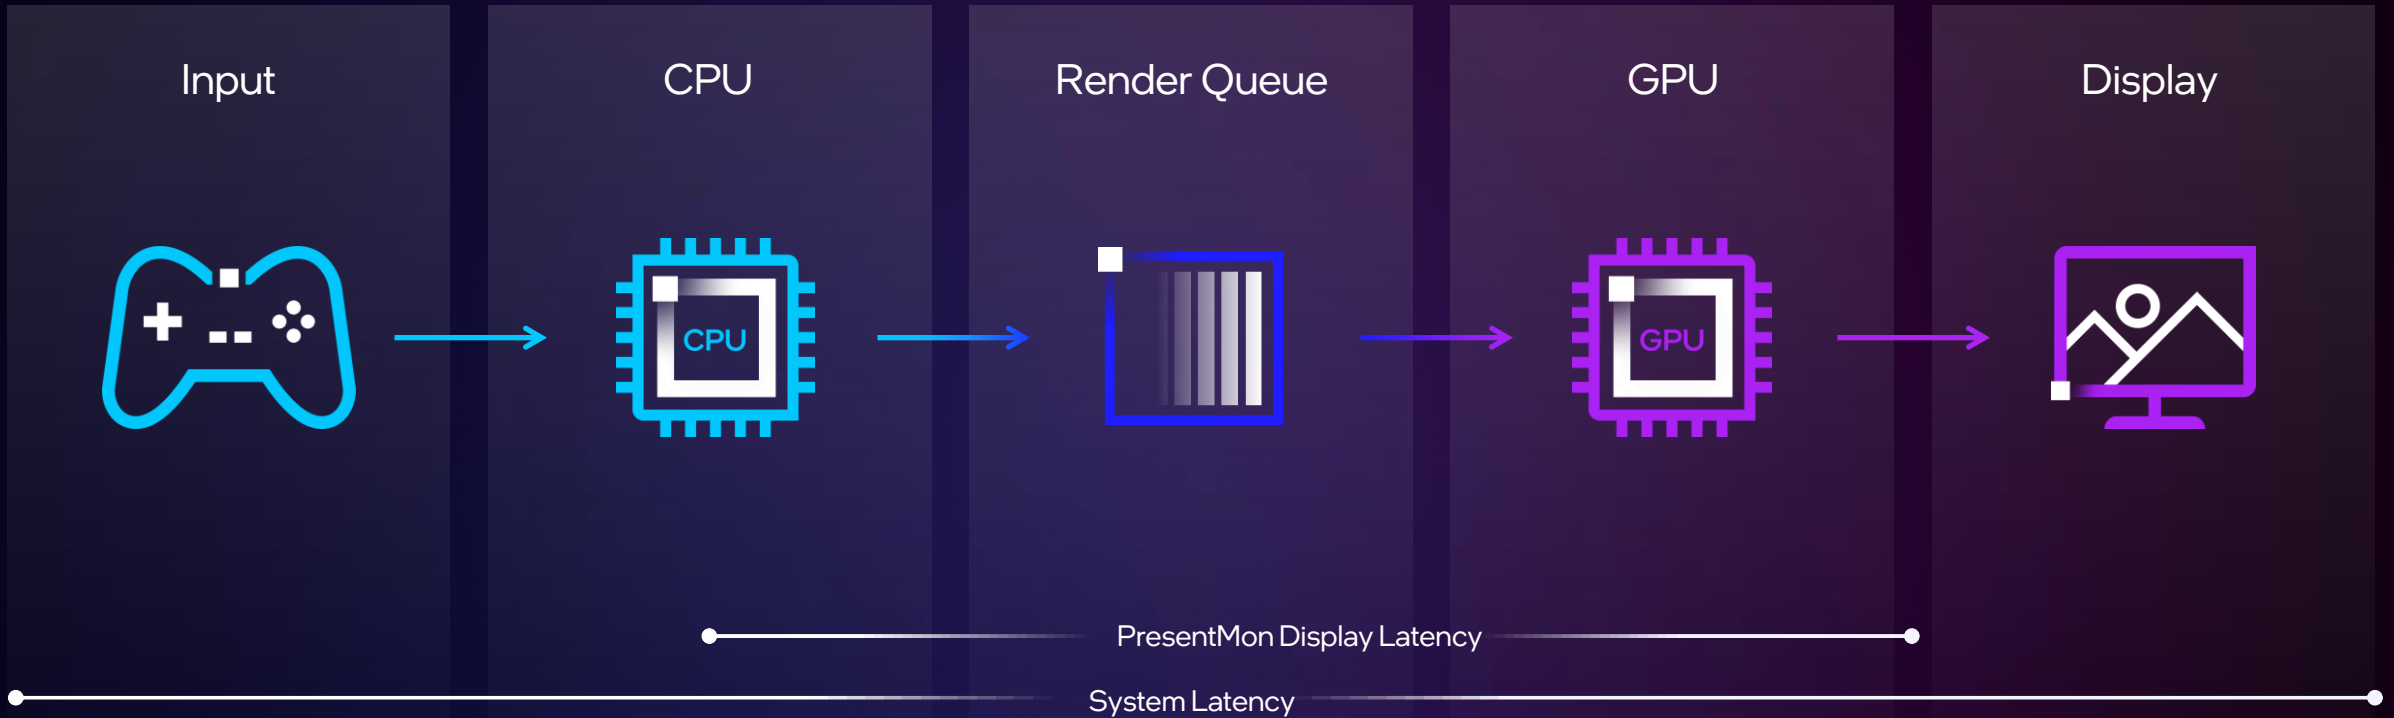 Input
CPU
Render Queue
GPU
Display
CPU
GPU
PresentMon Display Latency
System Latency